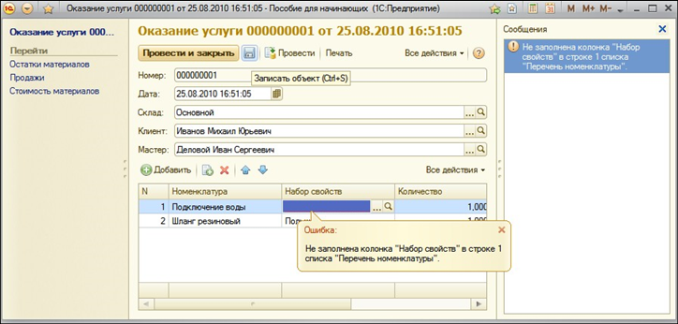 Оказание услуги 000000001 от 25.08.2010 16:51:05 - Пособие для начинающих (1С:Предприятие)
M M+ M-
Оказание услуги 000...
Перейти
Остатки материалов
Продажи
Стоимость материалов
Оказание услуги 000000001 от 25.08.2010 16:51:05
Провести и закрыть Провести Печать Все действия
Записать объект (Ctrl+S)
Номер: 000000001
Дата: 25.08.2010 16:51:05
Склад: Основной ...
Клиент: Иванов Михаил Юрьевич ...
Мастер: Деловой Иван Сергеевич ...
Добавить Все действия
N Номенклатура Набор свойств Количество
1 Подключение воды ... 1,000
2 Шланг резиновый
Ошибка:
Не заполнена колонка "Набор свойств" в строке 1
списка "Перечень номенклатуры".
Сообщения
Не заполнена колонка "Набор
свойств" в строке 1 списка
"Перечень номенклатуры".